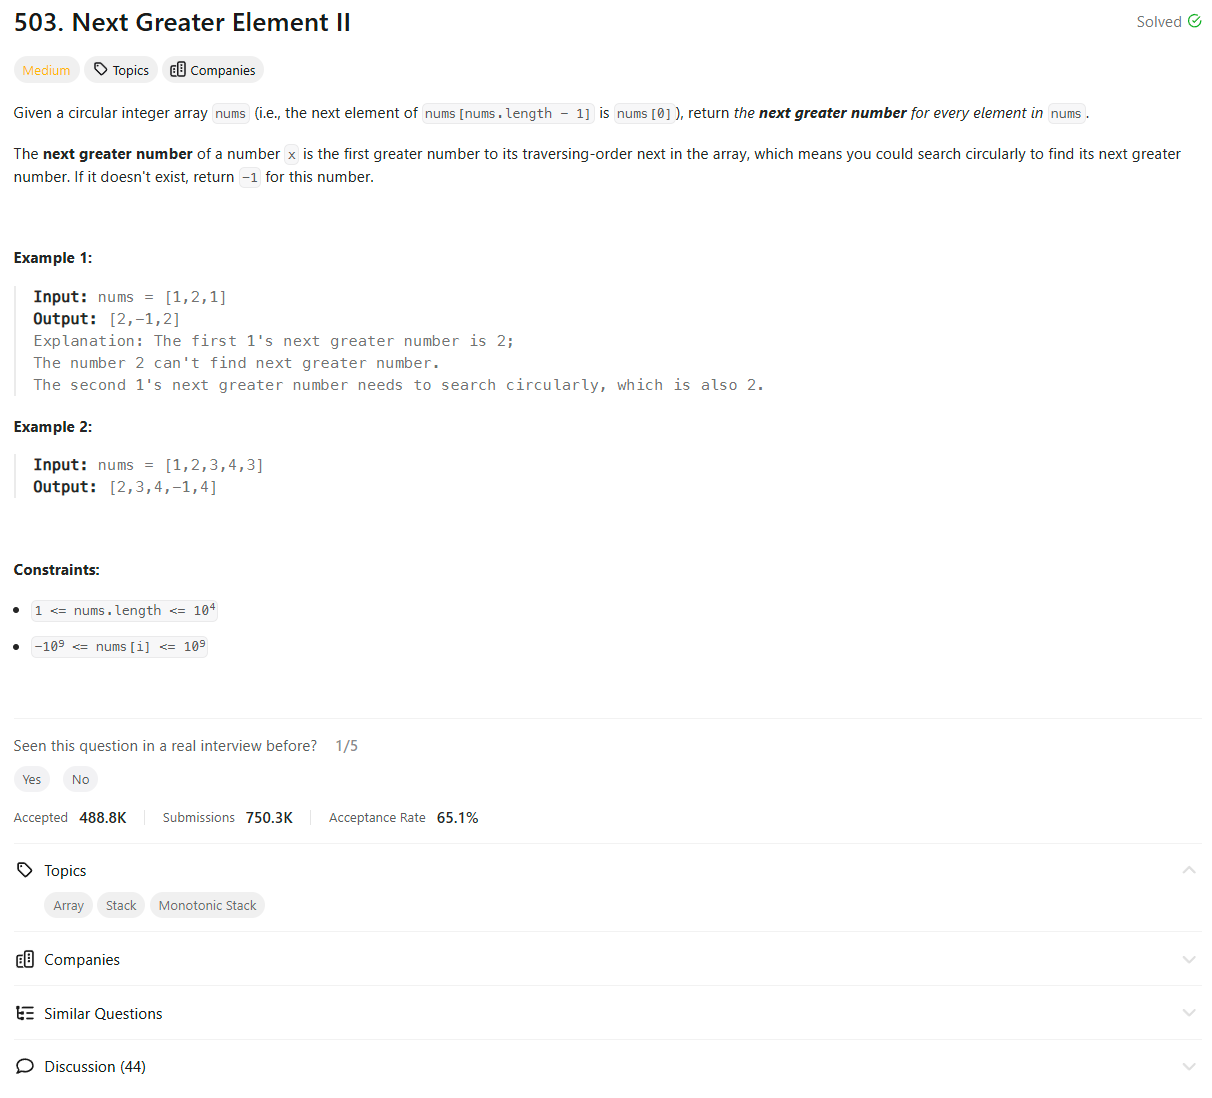 503. Next Greater Element II
Solved
Medium Topics Companies
Given a circular integer array nums (i.e., the next element of nums[nums.length - 1] is nums[0]), return the next greater number for every element in nums.
The next greater number of a number x is the first greater number to its traversing-order next in the array, which means you could search circularly to find its next greater
number. If it doesn't exist, return -1 for this number.
Example 1:
Input: nums = [1,2,1]
Output: [2,-1,2]
Explanation: The first 1's next greater number is 2;
The number 2 can't find next greater number.
The second 1's next greater number needs to search circularly, which is also 2.
Example 2:
Input: nums = [1,2,3,4,3]
Output: [2,3,4,-1,4]
Constraints:
• 1 <= nums.length <= 10⁴
• -10⁹ <= nums[i] <= 10⁹
Seen this question in a real interview before? 1/5
Yes No
Accepted 488.8K Submissions 750.3K Acceptance Rate 65.1%
Topics
Array Stack Monotonic Stack
Companies
Similar Questions
Discussion (44)